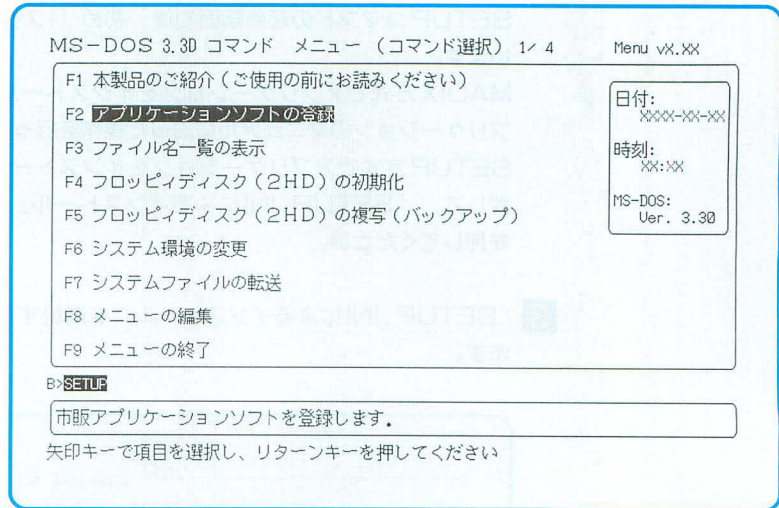 MS-DOS 3.3D コマンド メニュー (コマンド選択) 1/ 4 Menu vX.XX
F1 本製品のご紹介(ご使用の前にお読みください)
F2 アプリケーションソフトの登録
F3 ファイル名一覧の表示
F4 フロッピィディスク(2HD)の初期化
F5 フロッピィディスク(2HD)の複写(バックアップ)
F6 システム環境の変更
F7 システムファイルの転送
F8 メニューの編集
F9 メニューの終了
日付:
XXXX-XX-XX
時刻:
XX:XX
MS-DOS:
Ver. 3.30
B>SETUP
市販アプリケーションソフトを登録します.
矢印キーで項目を選択し、リターンキーを押してください